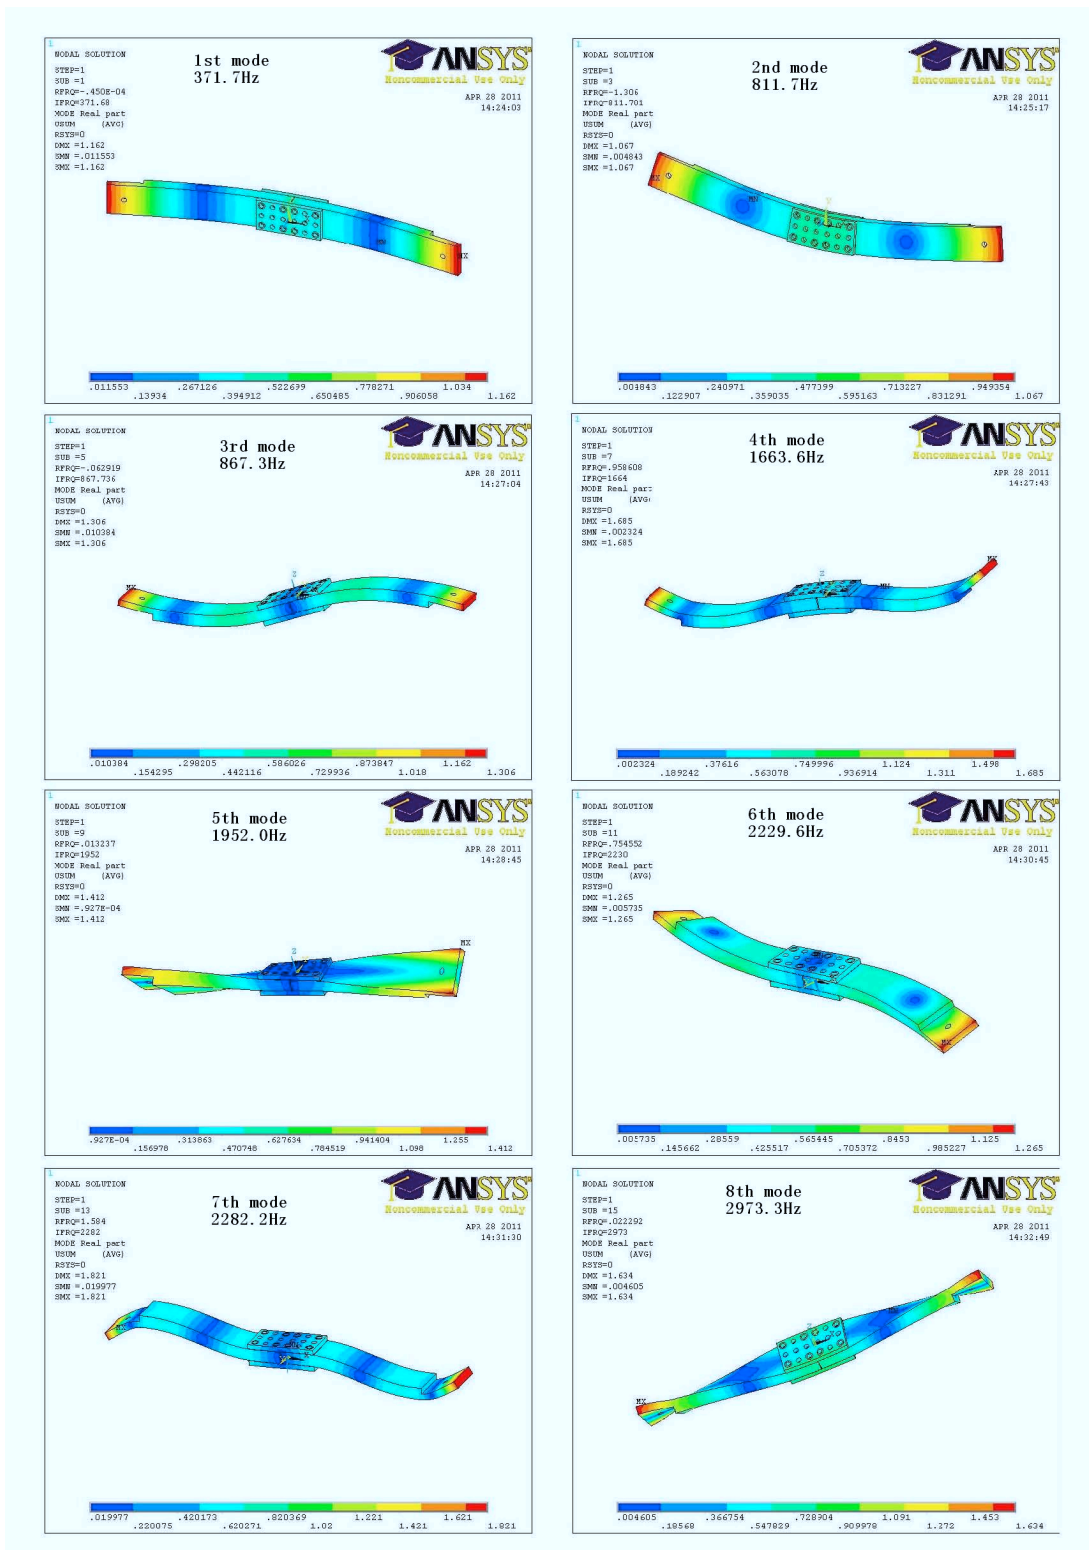 1
NODAL SOLUTION
STEP=1
SUB =1
RFRQ=-.450E-04
IFRQ=371.68
MODE Real part
USUM (AVG)
RSYS=0
DMX =1.162
SMN =.011553
SMX =1.162
1st mode
371.7Hz
ANSYS
Noncommercial Use Only
APR 28 2011
14:24:03
MN
MX
.011553 .13934 .267126 .394912 .522699 .650485 .778271 .906058 1.034 1.162
1
NODAL SOLUTION
STEP=1
SUB =3
RFRQ=-1.306
IFRQ=811.701
MODE Real part
USUM (AVG)
RSYS=0
DMX =1.067
SMN =.004843
SMX =1.067
2nd mode
811.7Hz
ANSYS
Noncommercial Use Only
APR 28 2011
14:25:17
MX
MN
.004843 .122907 .240971 .359035 .477099 .595163 .713227 .831291 .949354 1.067
1
NODAL SOLUTION
STEP=1
SUB =5
RFRQ=-.062919
IFRQ=867.736
MODE Real part
USUM (AVG)
RSYS=0
DMX =1.306
SMN =.010384
SMX =1.306
3rd mode
867.3Hz
ANSYS
Noncommercial Use Only
APR 28 2011
14:27:04
MX
Z
.010384 .154295 .298205 .442116 .586026 .729936 .873847 1.018 1.162 1.306
1
NODAL SOLUTION
STEP=1
SUB =7
RFRQ=.958608
IFRQ=1664
MODE Real part
USUM (AVG)
RSYS=0
DMX =1.685
SMN =.002324
SMX =1.685
4th mode
1663.6Hz
ANSYS
Noncommercial Use Only
APR 28 2011
14:27:43
MX
Z
MN
.002324 .189242 .37616 .563078 .749996 .936914 1.124 1.311 1.498 1.685
1
NODAL SOLUTION
STEP=1
SUB =9
RFRQ=.013237
IFRQ=1952
MODE Real part
USUM (AVG)
RSYS=0
DMX =1.412
SMN =.927E-04
SMX =1.412
5th mode
1952.0Hz
ANSYS
Noncommercial Use Only
APR 28 2011
14:28:45
MX
Z
.927E-04 .156978 .313863 .470748 .627634 .784519 .941404 1.098 1.255 1.412
1
NODAL SOLUTION
STEP=1
SUB =11
RFRQ=.754552
IFRQ=2230
MODE Real part
USUM (AVG)
RSYS=0
DMX =1.265
SMN =.005735
SMX =1.265
6th mode
2229.6Hz
ANSYS
Noncommercial Use Only
APR 28 2011
14:30:45
MX
.005735 .145662 .28559 .425517 .565445 .705372 .8453 .985227 1.125 1.265
1
NODAL SOLUTION
STEP=1
SUB =13
RFRQ=1.584
IFRQ=2282
MODE Real part
USUM (AVG)
RSYS=0
DMX =1.821
SMN =.019977
SMX =1.821
7th mode
2282.2Hz
ANSYS
Noncommercial Use Only
APR 28 2011
14:31:30
MX
.019977 .220075 .420173 .620271 .820369 1.02 1.221 1.421 1.621 1.821
1
NODAL SOLUTION
STEP=1
SUB =15
RFRQ=.022292
IFRQ=2973
MODE Real part
USUM (AVG)
RSYS=0
DMX =1.634
SMN =.004605
SMX =1.634
8th mode
2973.3Hz
ANSYS
Noncommercial Use Only
APR 28 2011
14:32:49
MN
MX
.004605 .18568 .366754 .547829 .728904 .909978 1.091 1.272 1.453 1.634